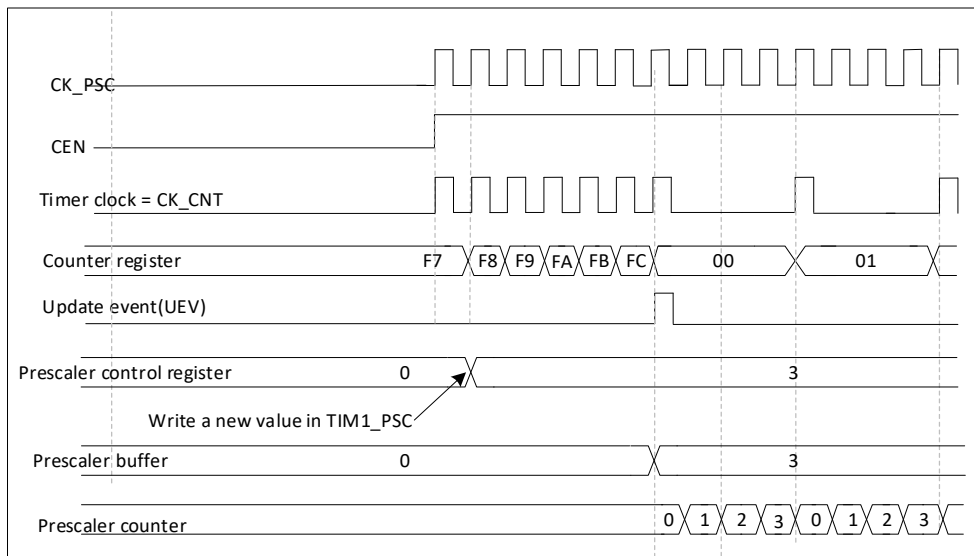 CK_PSC
CEN
Timer clock = CK_CNT
Counter register F7 F8 F9 FA FB FC 00 01
Update event(UEV)
Prescaler control register 0 3
Write a new value in TIM1_PSC
Prescaler buffer 0 3
Prescaler counter 0 1 2 3 0 1 2 3